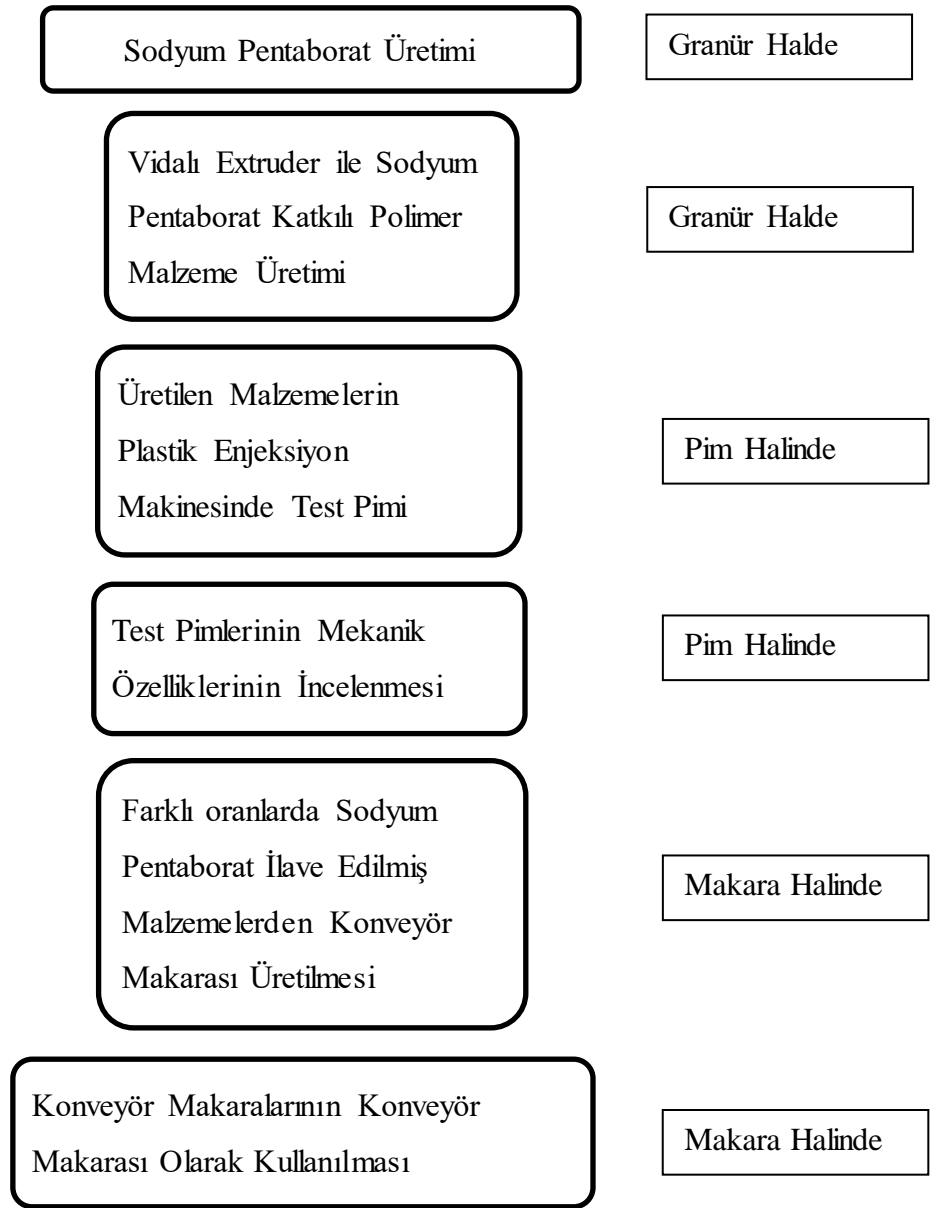 Sodyum Pentaborat Üretimi
Granür Halde
Vidalı Extruder ile Sodyum
Pentaborat Katkılı Polimer
Malzeme Üretimi
Granür Halde
Üretilen Malzemelerin
Plastik Enjeksiyon
Makinesinde Test Pimi
Pim Halinde
Test Pimlerinin Mekanik
Özelliklerinin İncelenmesi
Pim Halinde
Farklı oranlarda Sodyum
Pentaborat İlave Edilmiş
Malzemelerden Konveyör
Makarası Üretilmesi
Makara Halinde
Konveyör Makaralarının Konveyör
Makarası Olarak Kullanılması
Makara Halinde